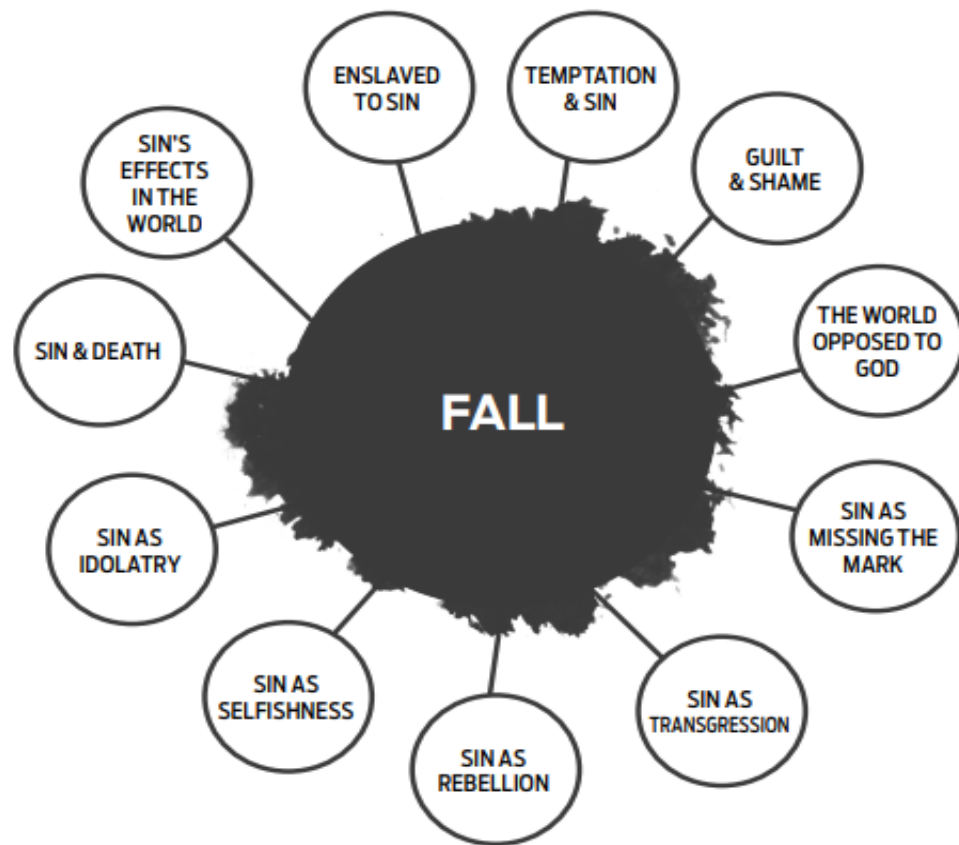 ENSLAVED
TO SIN
TEMPTATION
& SIN
GUILT
& SHAME
THE WORLD
OPPOSED TO
GOD
SIN AS
MISSING THE
MARK
SIN AS
TRANSGRESSION
SIN AS
REBELLION
SIN AS
SELFISHNESS
SIN AS
IDOLATRY
SIN & DEATH
SIN'S
EFFECTS
IN THE
WORLD
FALL